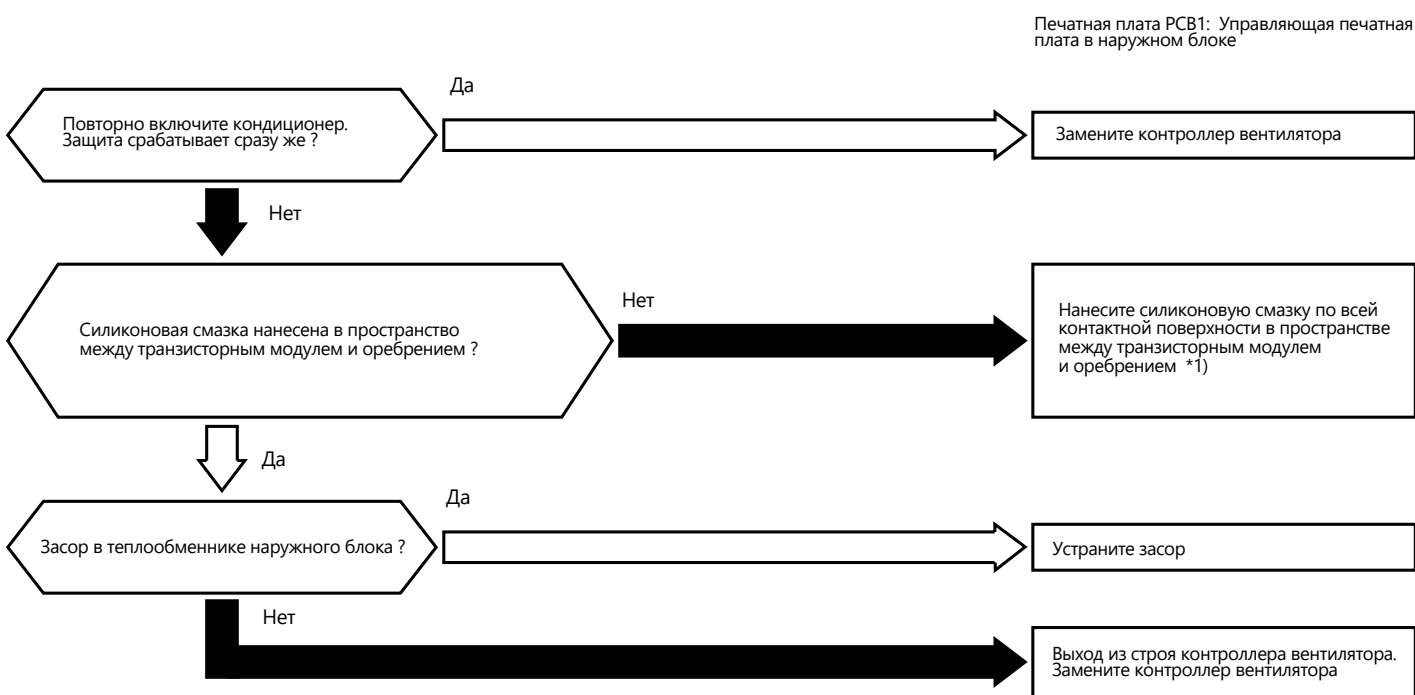 Печатная плата PCB1: Управляющая печатная
плата в наружном блоке
Да
Повторно включите кондиционер.
Защита срабатывает сразу же ?
Замените контроллер вентилятора
Нет
Нет
Силиконовая смазка нанесена в пространство
между транзисторным модулем и оребрением ?
Нанесите силиконовую смазку по всей
контактной поверхности в пространстве
между транзисторным модулем
и оребрением *1)
Да
Да
Засор в теплообменнике наружного блока ?
Устраните засор
Нет
Выход из строя контроллера вентилятора.
Замените контроллер вентилятора